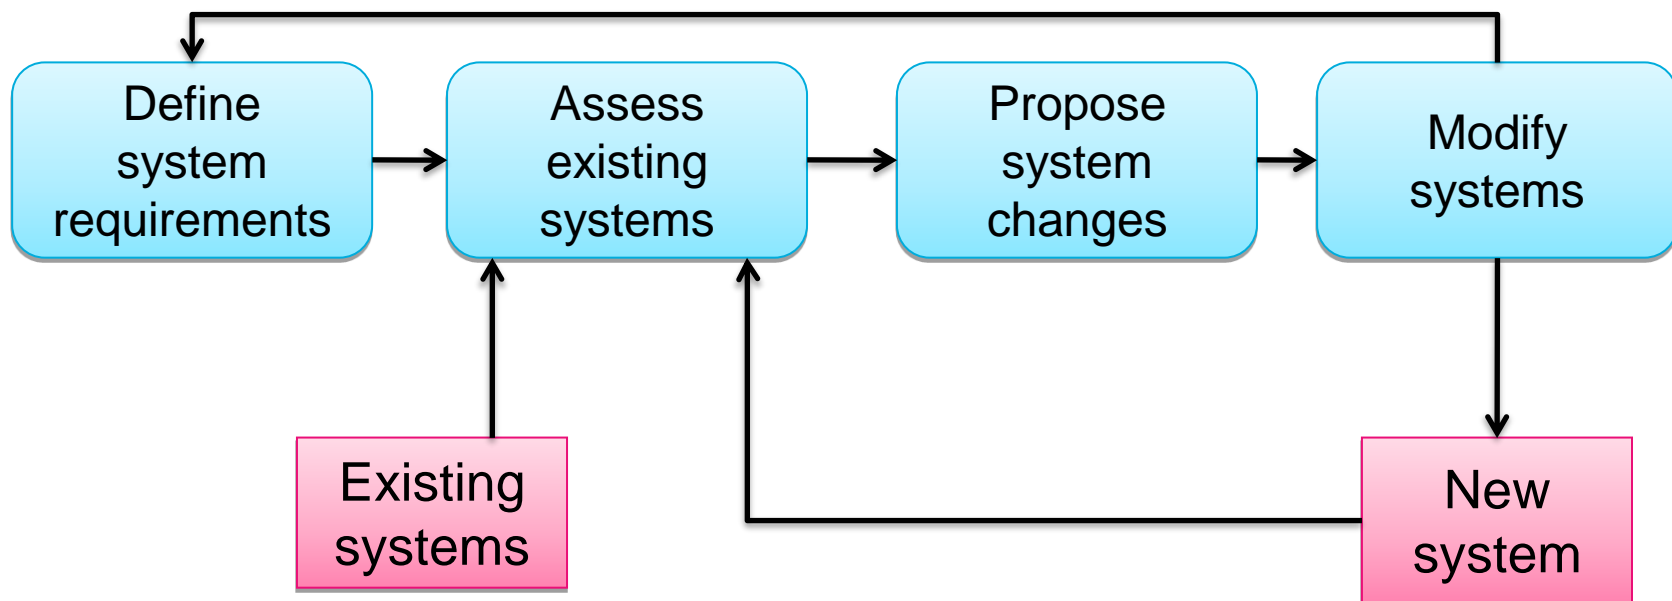 Define
system
requirements
Assess
existing
systems
Propose
system
changes
Modify
systems
Existing
systems
New
system